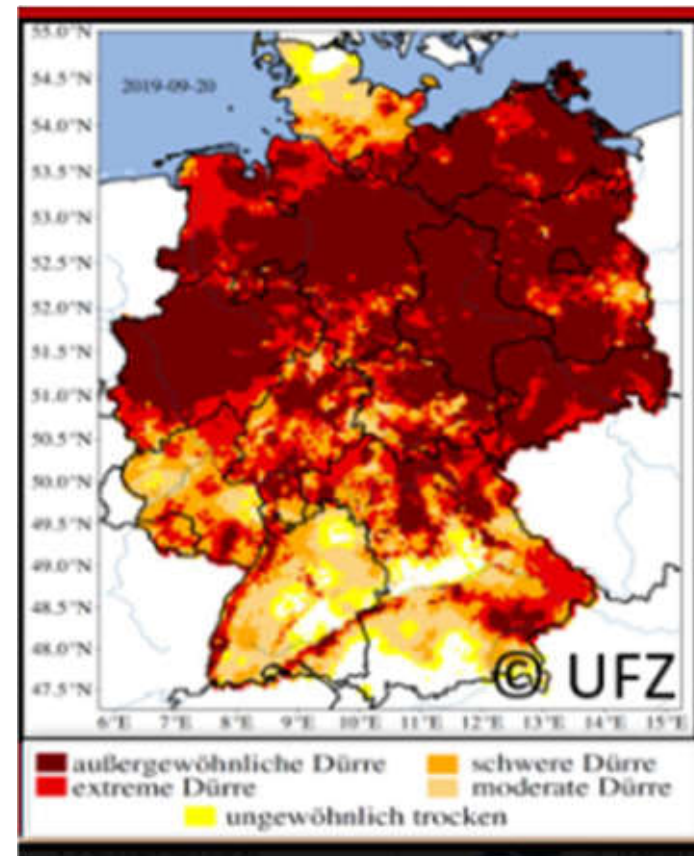 55.0°N
2019-09-20
54.5°N
54.0°N
53.5°N
53.0°N
52.5°N
52.0°N
51.5°N
51.0°N
50.5°N
50.0°N
49.5°N
49.0°N
48.5°N
48.0°N
47.5°N
© UFZ
6°E 7°E 8°E 9°E 10°E 11°E 12°E 13°E 14°E 15°E
außergewöhnliche Dürre schwere Dürre
extreme Dürre moderate Dürre
ungewöhnlich trocken